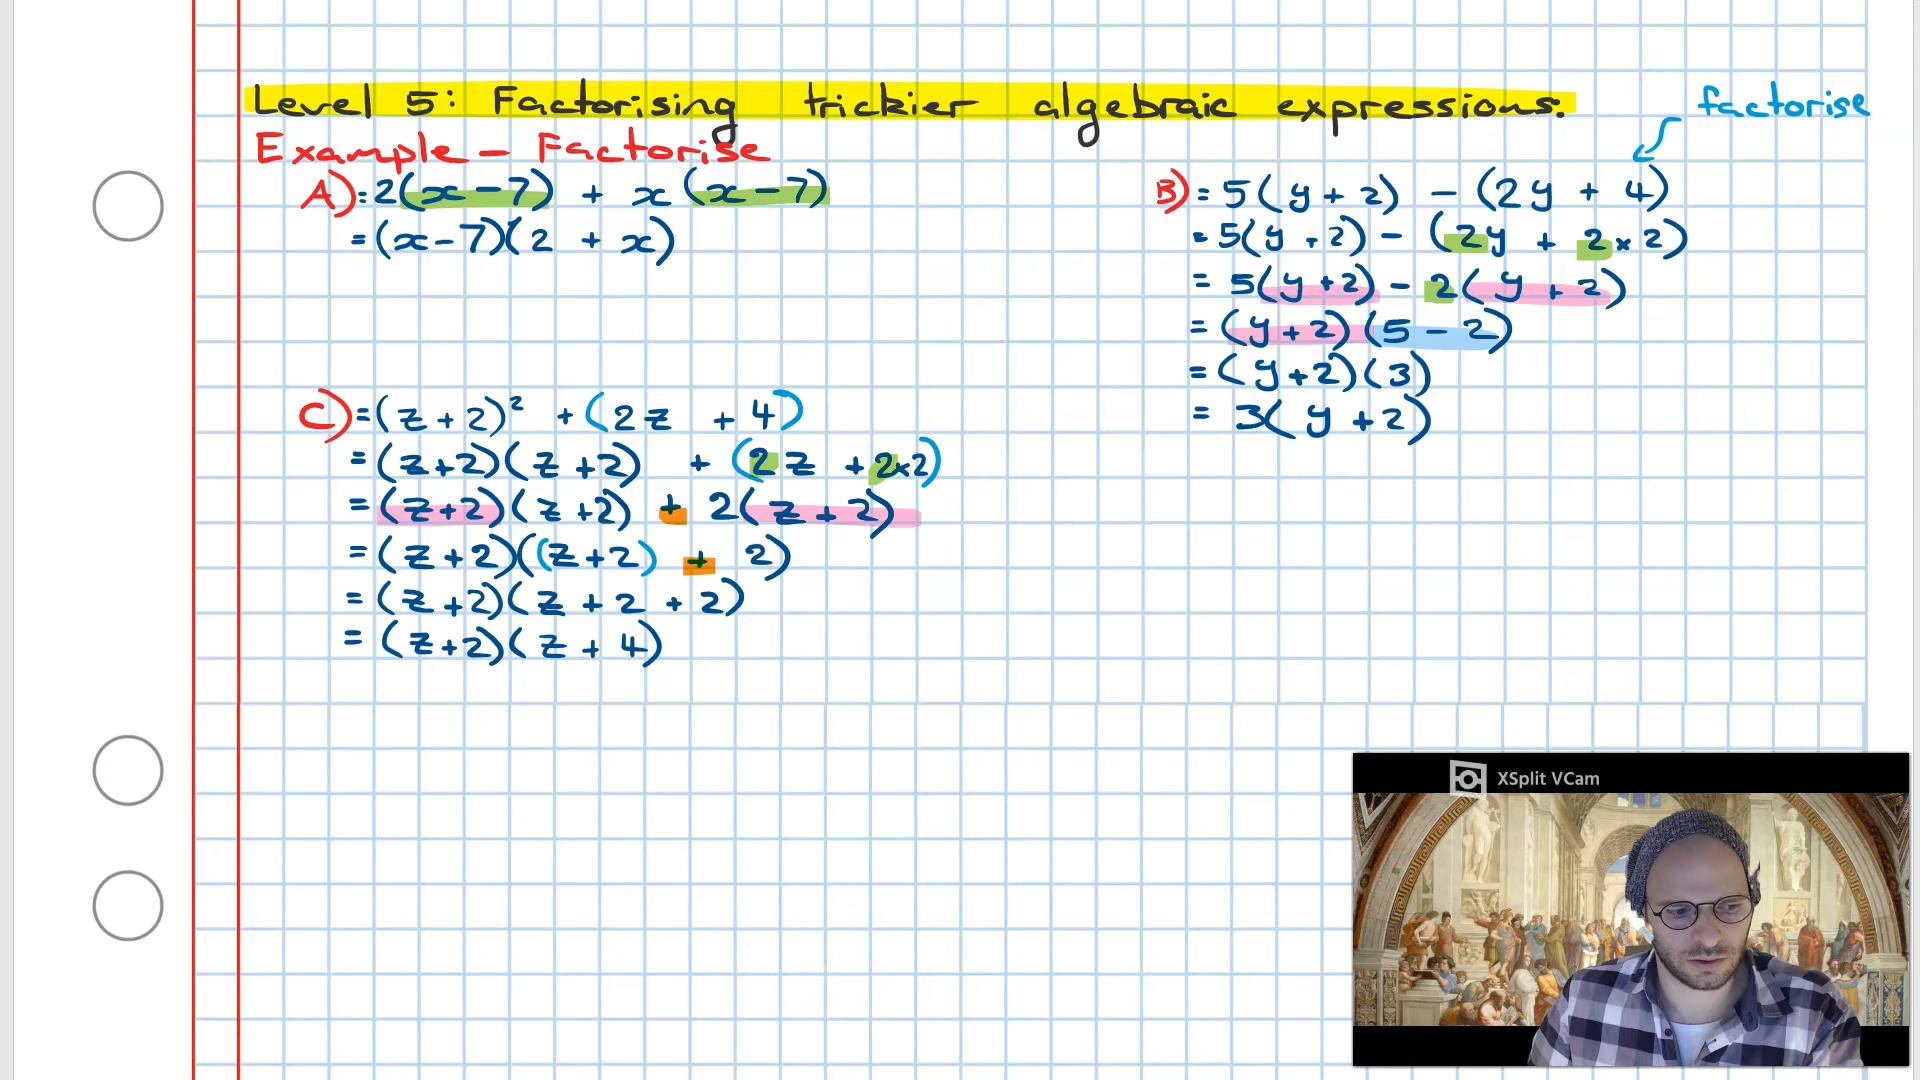 Level 5: Factorising trickier algebraic expressions.
factorise
Example - Factorise
A) = 2(x - 7) + x(x - 7)
= (x - 7)(2 + x)
B) = 5(y + 2) - (2y + 4)
= 5(y + 2) - (2y + 2 × 2)
= 5(y + 2) - 2(y + 2)
= (y + 2)(5 - 2)
= (y + 2)(3)
= 3(y + 2)
C) = (z + 2)² + (2z + 4)
= (z + 2)(z + 2) + (2z + 2×2)
= (z + 2)(z + 2) + 2(z + 2)
= (z + 2)((z + 2) + 2)
= (z + 2)(z + 2 + 2)
= (z + 2)(z + 4)
XSplit VCam